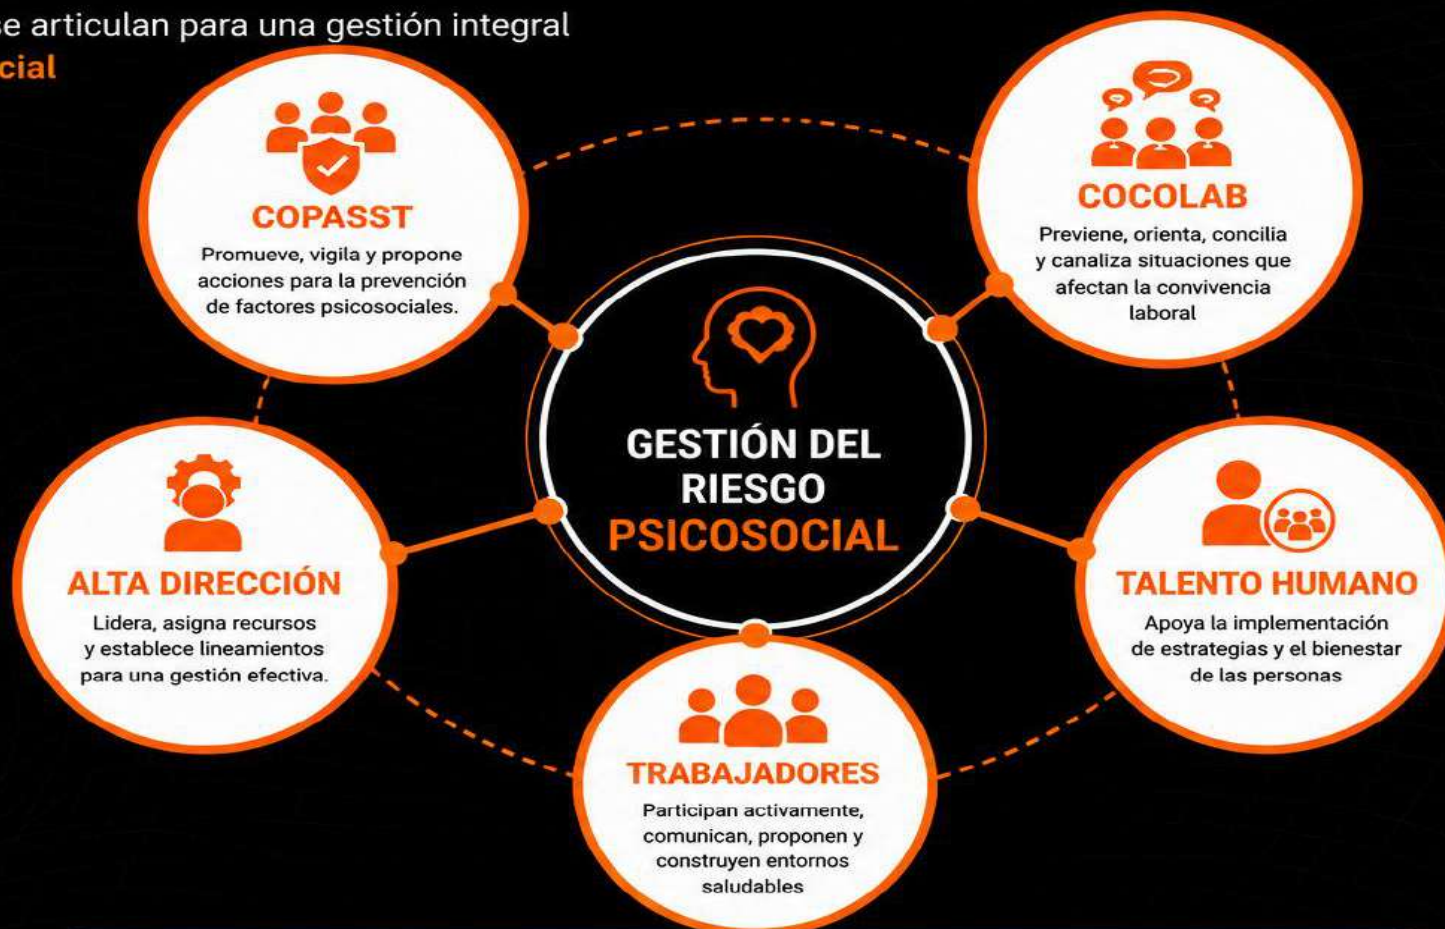 se articulan para una gestión integral
cial
COPASST
Promueve, vigila y propone
acciones para la prevención
de factores psicosociales.
COCOLAB
Previene, orienta, concilia
y canaliza situaciones que
afectan la convivencia
laboral
GESTIÓN DEL
RIESGO
PSICOSOCIAL
ALTA DIRECCIÓN
Lidera, asigna recursos
y establece lineamientos
para una gestión efectiva.
TALENTO HUMANO
Apoya la implementación
de estrategias y el bienestar
de las personas
TRABAJADORES
Participan activamente,
comunican, proponen y
construyen entornos
saludables